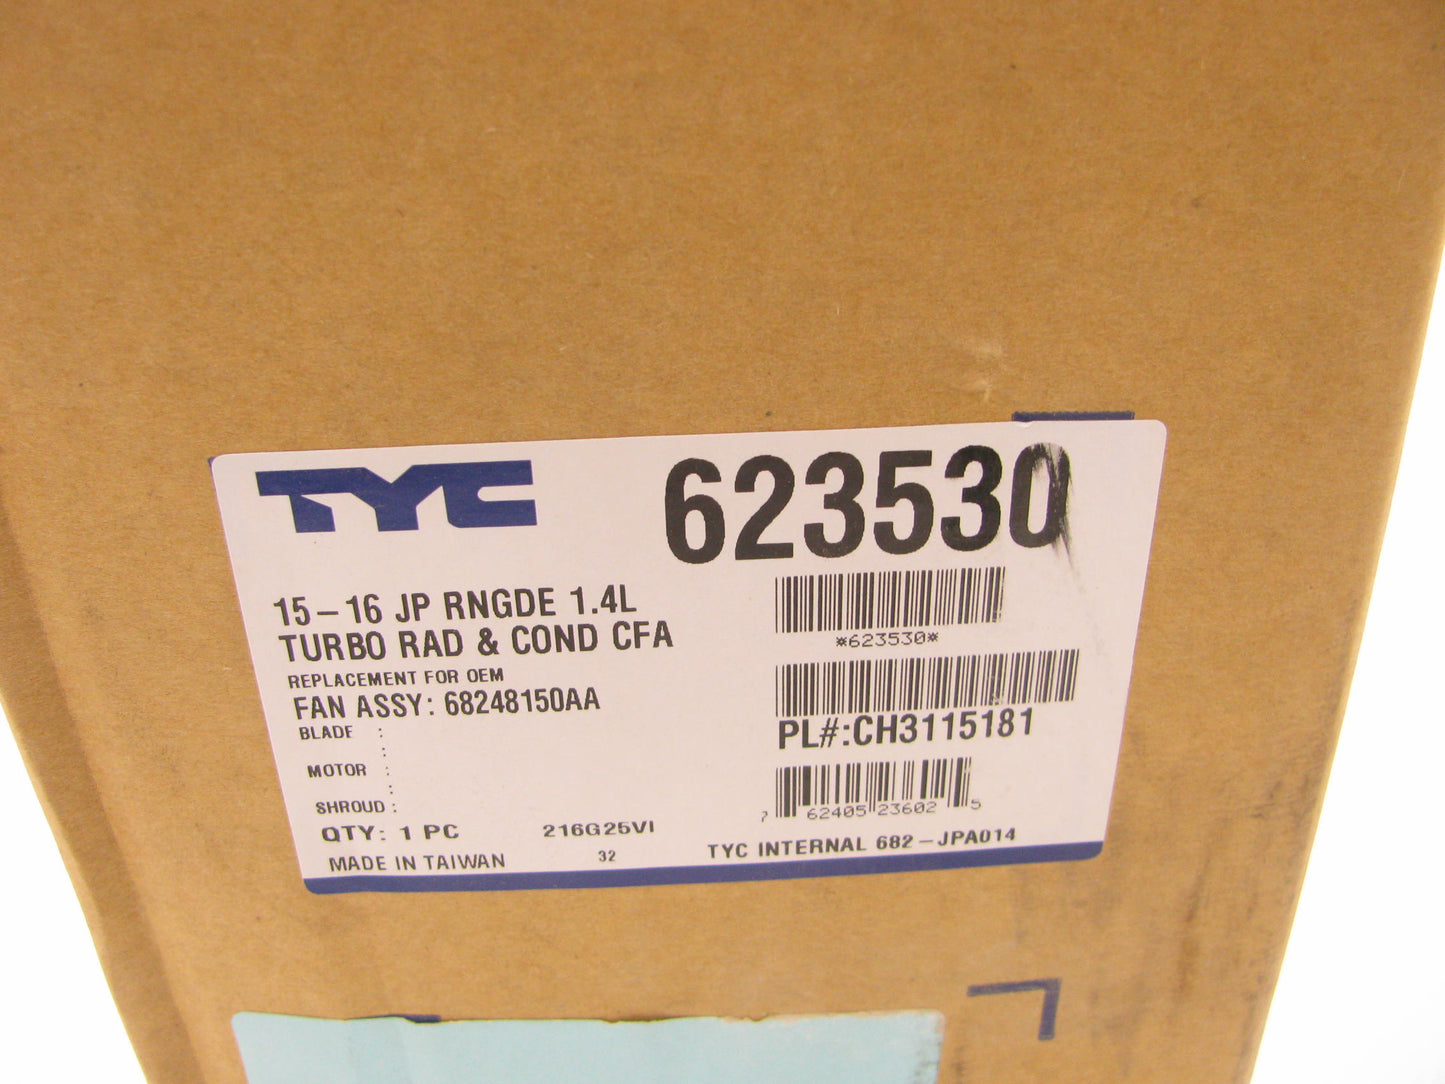 TYC
623530
15-16 JP RNGDE 1.4L
TURBO RAD & COND CFA
REPLACEMENT FOR OEM
FAN ASSY: 68248150AA
BLADE :
:
MOTOR :
:
SHROUD :
QTY: 1 PC
216G25VI
MADE IN TAIWAN
32
*623530*
PL#:CH3115181
7 62405 23602 5
TYC INTERNAL 682-JPA014